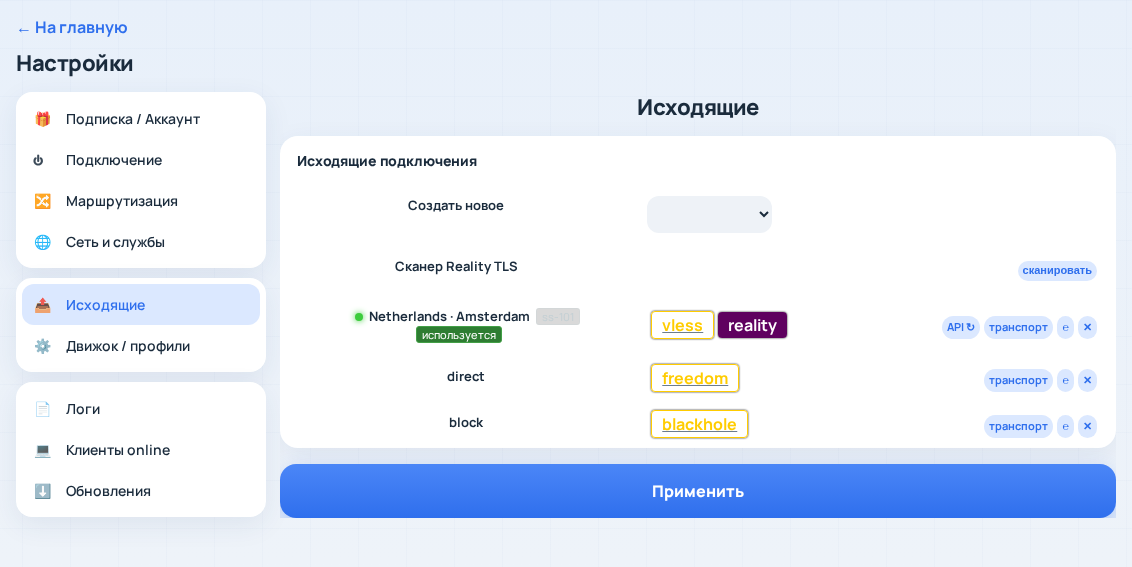 ← На главную
Настройки
Подписка / Аккаунт
Подключение
Маршрутизация
Сеть и службы
Исходящие
Движок / профили
Логи
Клиенты online
Обновления
Исходящие
Исходящие подключения
Создать новое
Сканер Reality TLS
сканировать
Netherlands · Amsterdam
используется
vless reality
API ↻ транспорт ℮ ✕
direct
freedom
транспорт ℮ ✕
block
blackhole
транспорт ℮ ✕
Применить